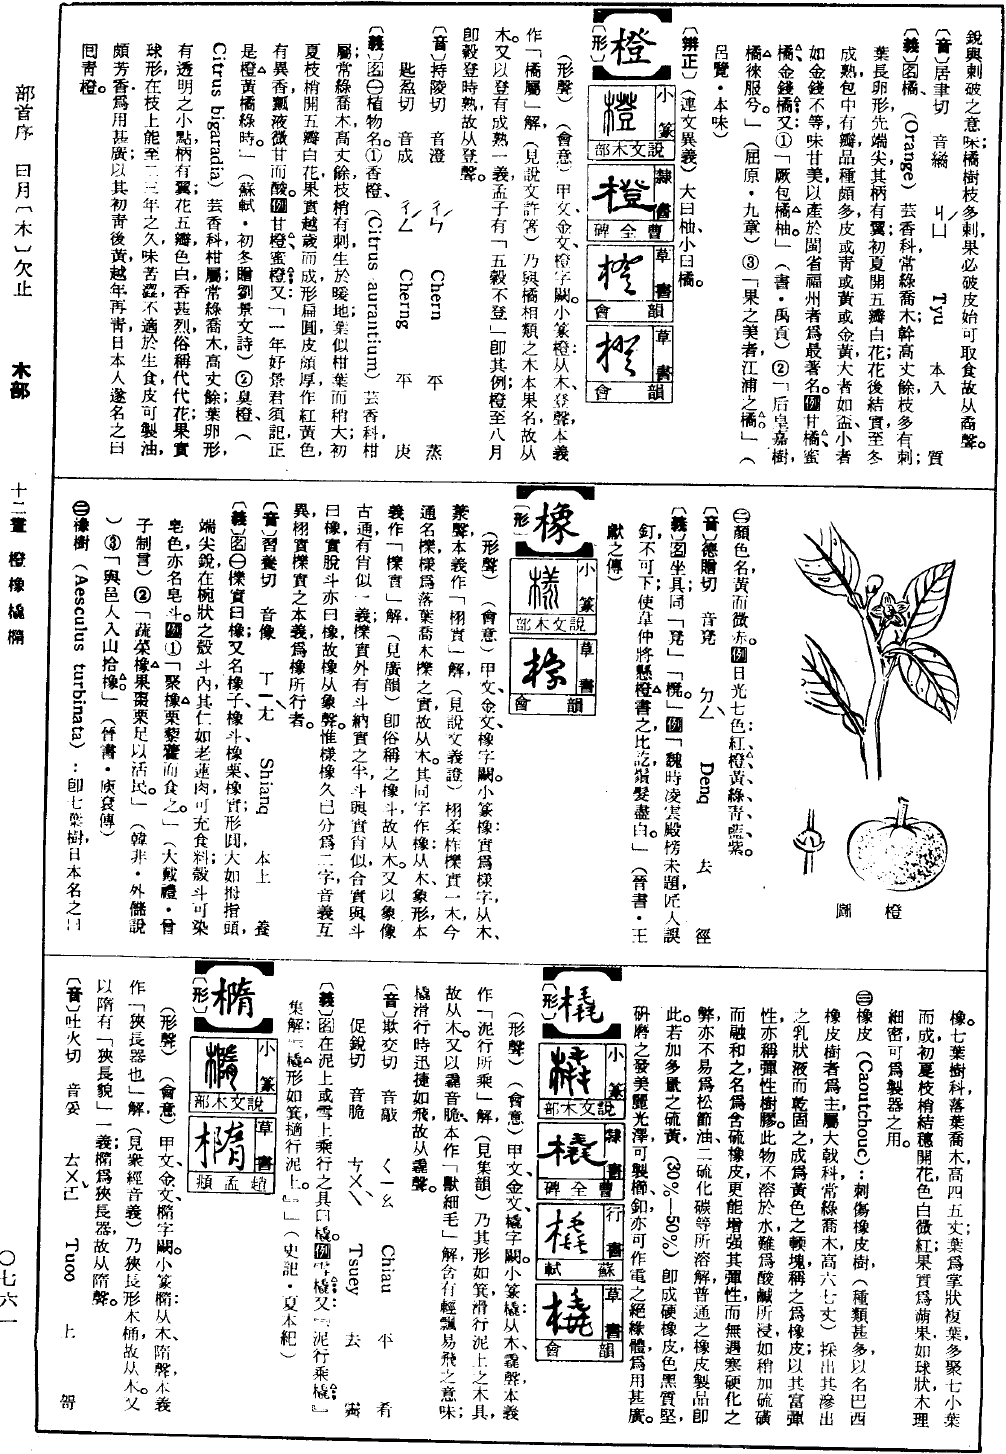 銳與刺破之意味橘樹枝多刺果必破皮始可取食故从矞聲。
〔音〕居聿切 音繘 ㄐㄩˊ Tyu 本入 質
〔義〕囝橘、(Orange) 芸香科,常綠喬木;幹高丈餘,枝多有刺;
葉長卵形,先端尖,其柄有翼;初夏開五瓣白花,花後結實,至冬
成熟,包中有瓣,品種頗多,皮或青或黃或金黃,大者如盃,小者
如金錢不等,味甘美,以產於閩省福州者爲最著名。例甘橘、蜜
橘、金錢橘;又:①「厥包橘柚。」(書・禹貢)②「后皇嘉樹,
橘徠服兮。」(屈原・九章)③「果之美者,江浦之橘。」(
呂覽・本味)
〔辨正〕(連文異義)大曰柚,小曰橘。
橙
〔形〕
小篆 說文木部
隸書 曹全碑
草書 韻會
草書 韻會
(形聲)(會意)甲文、金文、橙字闕。小篆橙:从木、登聲,本義
作「橘屬」解,(見說文許箸)乃與橘相類之木本果名,故从
木。又以登有成熟一義,孟子有「五穀不登」即其例;橙至八月
卽穀登時熟,故从登聲。
〔音〕持陵切 音澄 ㄔㄣˊ Chern 平 蒸
匙盈切 音成 ㄔㄥˊ Cherng 平 庚
〔義〕囝㊀植物名。①香橙、(Citrus aurantium) 芸香科,柑
屬,常綠喬木,高丈餘,枝梢有刺,生於暖地;葉似柑葉而稍大;初
夏枝梢開五瓣白花,果實越歲而成,形扁圓,皮頗厚,作紅黃色,
有異香,瓤液微甘而酸。例甘橙、蜜橙;又:「一年好景君須記,正
是橙黃橘綠時。」(蘇軾・初冬贈劉景文詩)②臭橙、(
Citrus bigaradia) 芸香科,柑屬,常綠喬木,高丈餘,葉卵形,
有透明之小點,柄有翼,花五瓣,色白,香甚烈,俗稱代代花;果實
球形,在枝上能至二三年之久,味苦澀,不適於生食,皮可製油,
頗芳香,爲用甚廣;以其初青後黃,越年再青,日本人遂名之曰
回青橙。
橙圖
㊁顏色名,黃而微赤。例日光七色:紅、橙、黃、綠、青、藍、紫。
〔音〕德贈切 音凳 ㄉㄥˋ Denq 去 徑
〔義〕囝坐具;同「凳」「櫈」。例「魏時凌雲殿榜未題,匠人誤
釘,不可下;使韋仲將懸橙書之,比訖,鬚髮盡白。」(晉書・王
獻之傳)
橡
〔形〕
小篆 說文木部
草書 韻會
(形聲)(會意)甲文、金文、橡字闕。小篆橡:實爲樣字,从木、
羕聲,本義作「栩實」解,(見說文義證)栩、柔、柞、櫟實一木,今
通名櫟,樣爲落葉喬木櫟之實,故从木。其同字作橡:从木、象形,本
義作「櫟實」解,(見廣韻)卽俗稱之橡斗,故从木。又以象像
古通,有肖似一義;櫟實外有斗,納實之半,斗與實肖似,合實與斗
曰橡,實脫斗亦曰橡,故橡从象聲。惟樣橡久已分爲二字,音義互
異,栩實櫟實之本義爲橡所行者。
〔音〕習養切 音像 ㄒㄧㄤˋ Shianq 本上 養
〔義〕囝㊀櫟實曰橡;又名橡子、橡斗、橡栗,橡實;形圓,大如拇指頭,
端尖銳,在椀狀之殼斗內,其仁如老蓮肉,可充食料,殼斗可染
皂色,亦名皂斗。例①「聚橡栗藜藿而食之。」(大戴禮・曾
子制言)②「蔬菜橡果棗栗足以活民。」(韓非・外儲說
)③「與邑人入山拾橡。」(晉書・庾袞傳)
㊁橡樹 (Aesculus turbinata):卽七葉樹,日本名之曰
橡。七葉樹科,落葉喬木,高四五丈;葉爲掌狀複葉,多聚七小葉
而成,初夏枝梢結穗開花,色白微紅;果實爲蒴果,如球狀,木理
細密,可爲製器之用。
㊂橡皮 (Caoutchouc):刺傷橡皮樹(種類甚多,以名巴西
橡皮樹者爲主,屬大戟科,常綠喬木,高六七丈)採出其滲出
之乳狀液而乾固之,成爲黃色之輭塊,稱之爲橡皮;以其富彈
性,亦稱彈性樹膠。此物不溶於水,難爲酸鹼所浸,如稍加硫磺
而融和之,名爲含硫橡皮,更能增强其彈性,而無遇寒硬化之
弊,亦不易爲松節油、二硫化碳等所溶解,普通之橡皮製品卽
此。若加多量之硫黃(30%—50%)卽成硬橡皮,色黑質堅,
研磨之發美麗光澤,可製櫛釦,亦可作電之絕緣體,爲用甚廣。
橇
〔形〕
小篆 說文木部
隸書 曹全碑
行書 蘇軾
草書 韻會
(形聲)(會意)甲文、金文、橇字闕。小篆橇:从木、毳聲,本義
作「泥行所乘」解,(見集韻)乃其形如箕,滑行泥上之木具,
故从木。又以毳音脆,本作「獸細毛」解,含有輕飄易飛之意味;
橇滑行時迅捷如飛,故从毳聲。
〔音〕欺交切 音敲 ㄑㄧㄠ Chiau 平 肴
促銳切 音脆 ㄘㄨㄟˋ Tsuey 去 霽
〔義〕囝在泥上或雪上乘行之具曰橇。例雪橇;又:「泥行乘橇」
集解:「橇形如箕,擿行泥上。」(史記・夏本紀)
橢
〔形〕
小篆 說文木部
草書 趙孟頫
(形聲)(會意)甲文、金文、橢字闕。小篆橢:从木、隋聲,本義
作「狹長器也」解,(見衆經音義)乃狹長形木桶,故从木。又
以隋有「狹長貌」一義;橢爲狹長器,故从隋聲。
〔音〕吐火切 音妥 ㄊㄨㄛˇ Tuoo 上 哿
部首序 曰月〔木〕欠止 木部 十二畫 橙橡橇橢 〇七六一